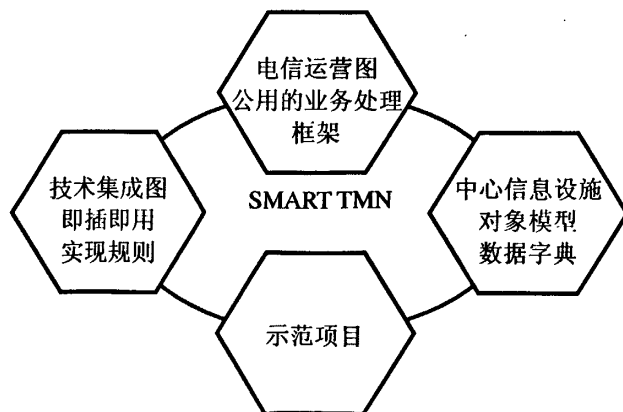 电信运营图
公用的业务处理
框架
技术集成图
即插即用
实现规则
SMART TMN
中心信息设施
对象模型
数据字典
示范项目